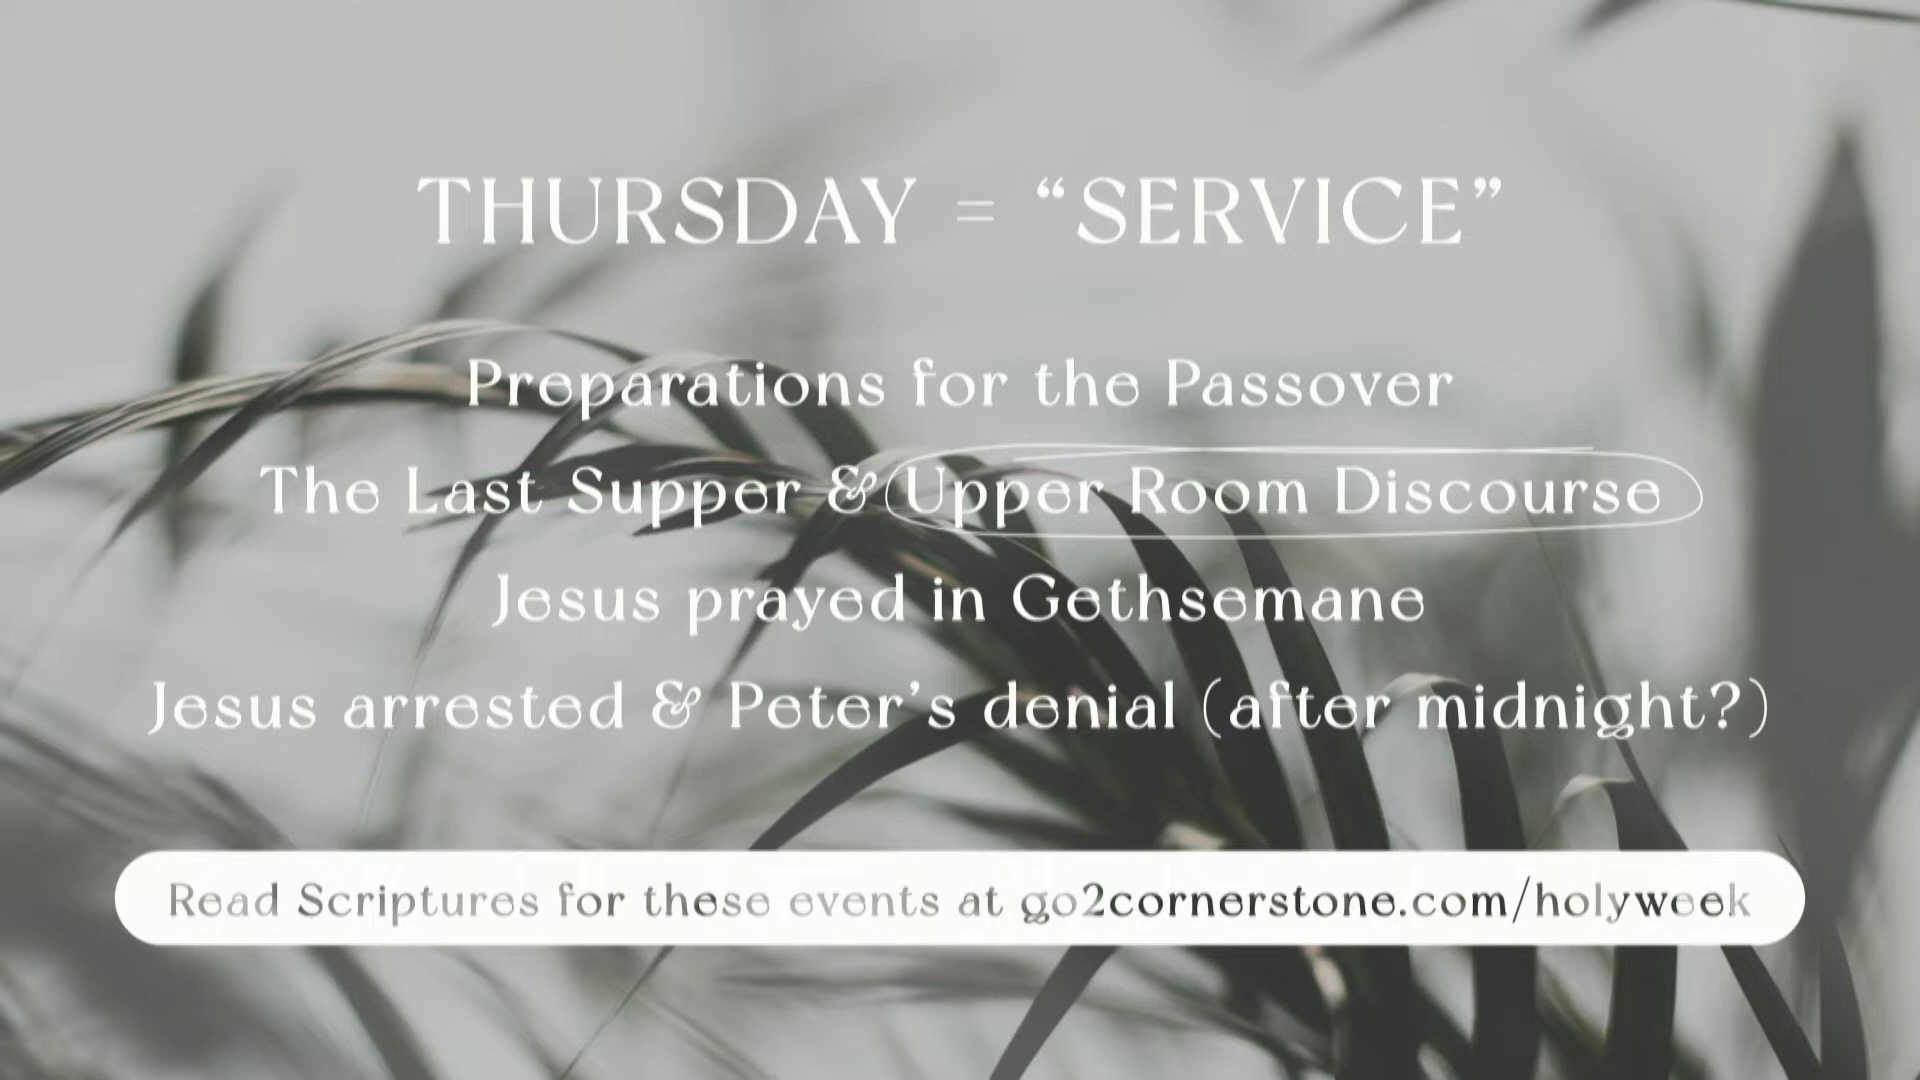 THURSDAY = “SERVICE”
Preparations for the Passover
The Last Supper & Upper Room Discourse
Jesus prayed in Gethsemane
Jesus arrested & Peter’s denial (after midnight?)
Read Scriptures for these events at go2cornerstone.com/holyweek